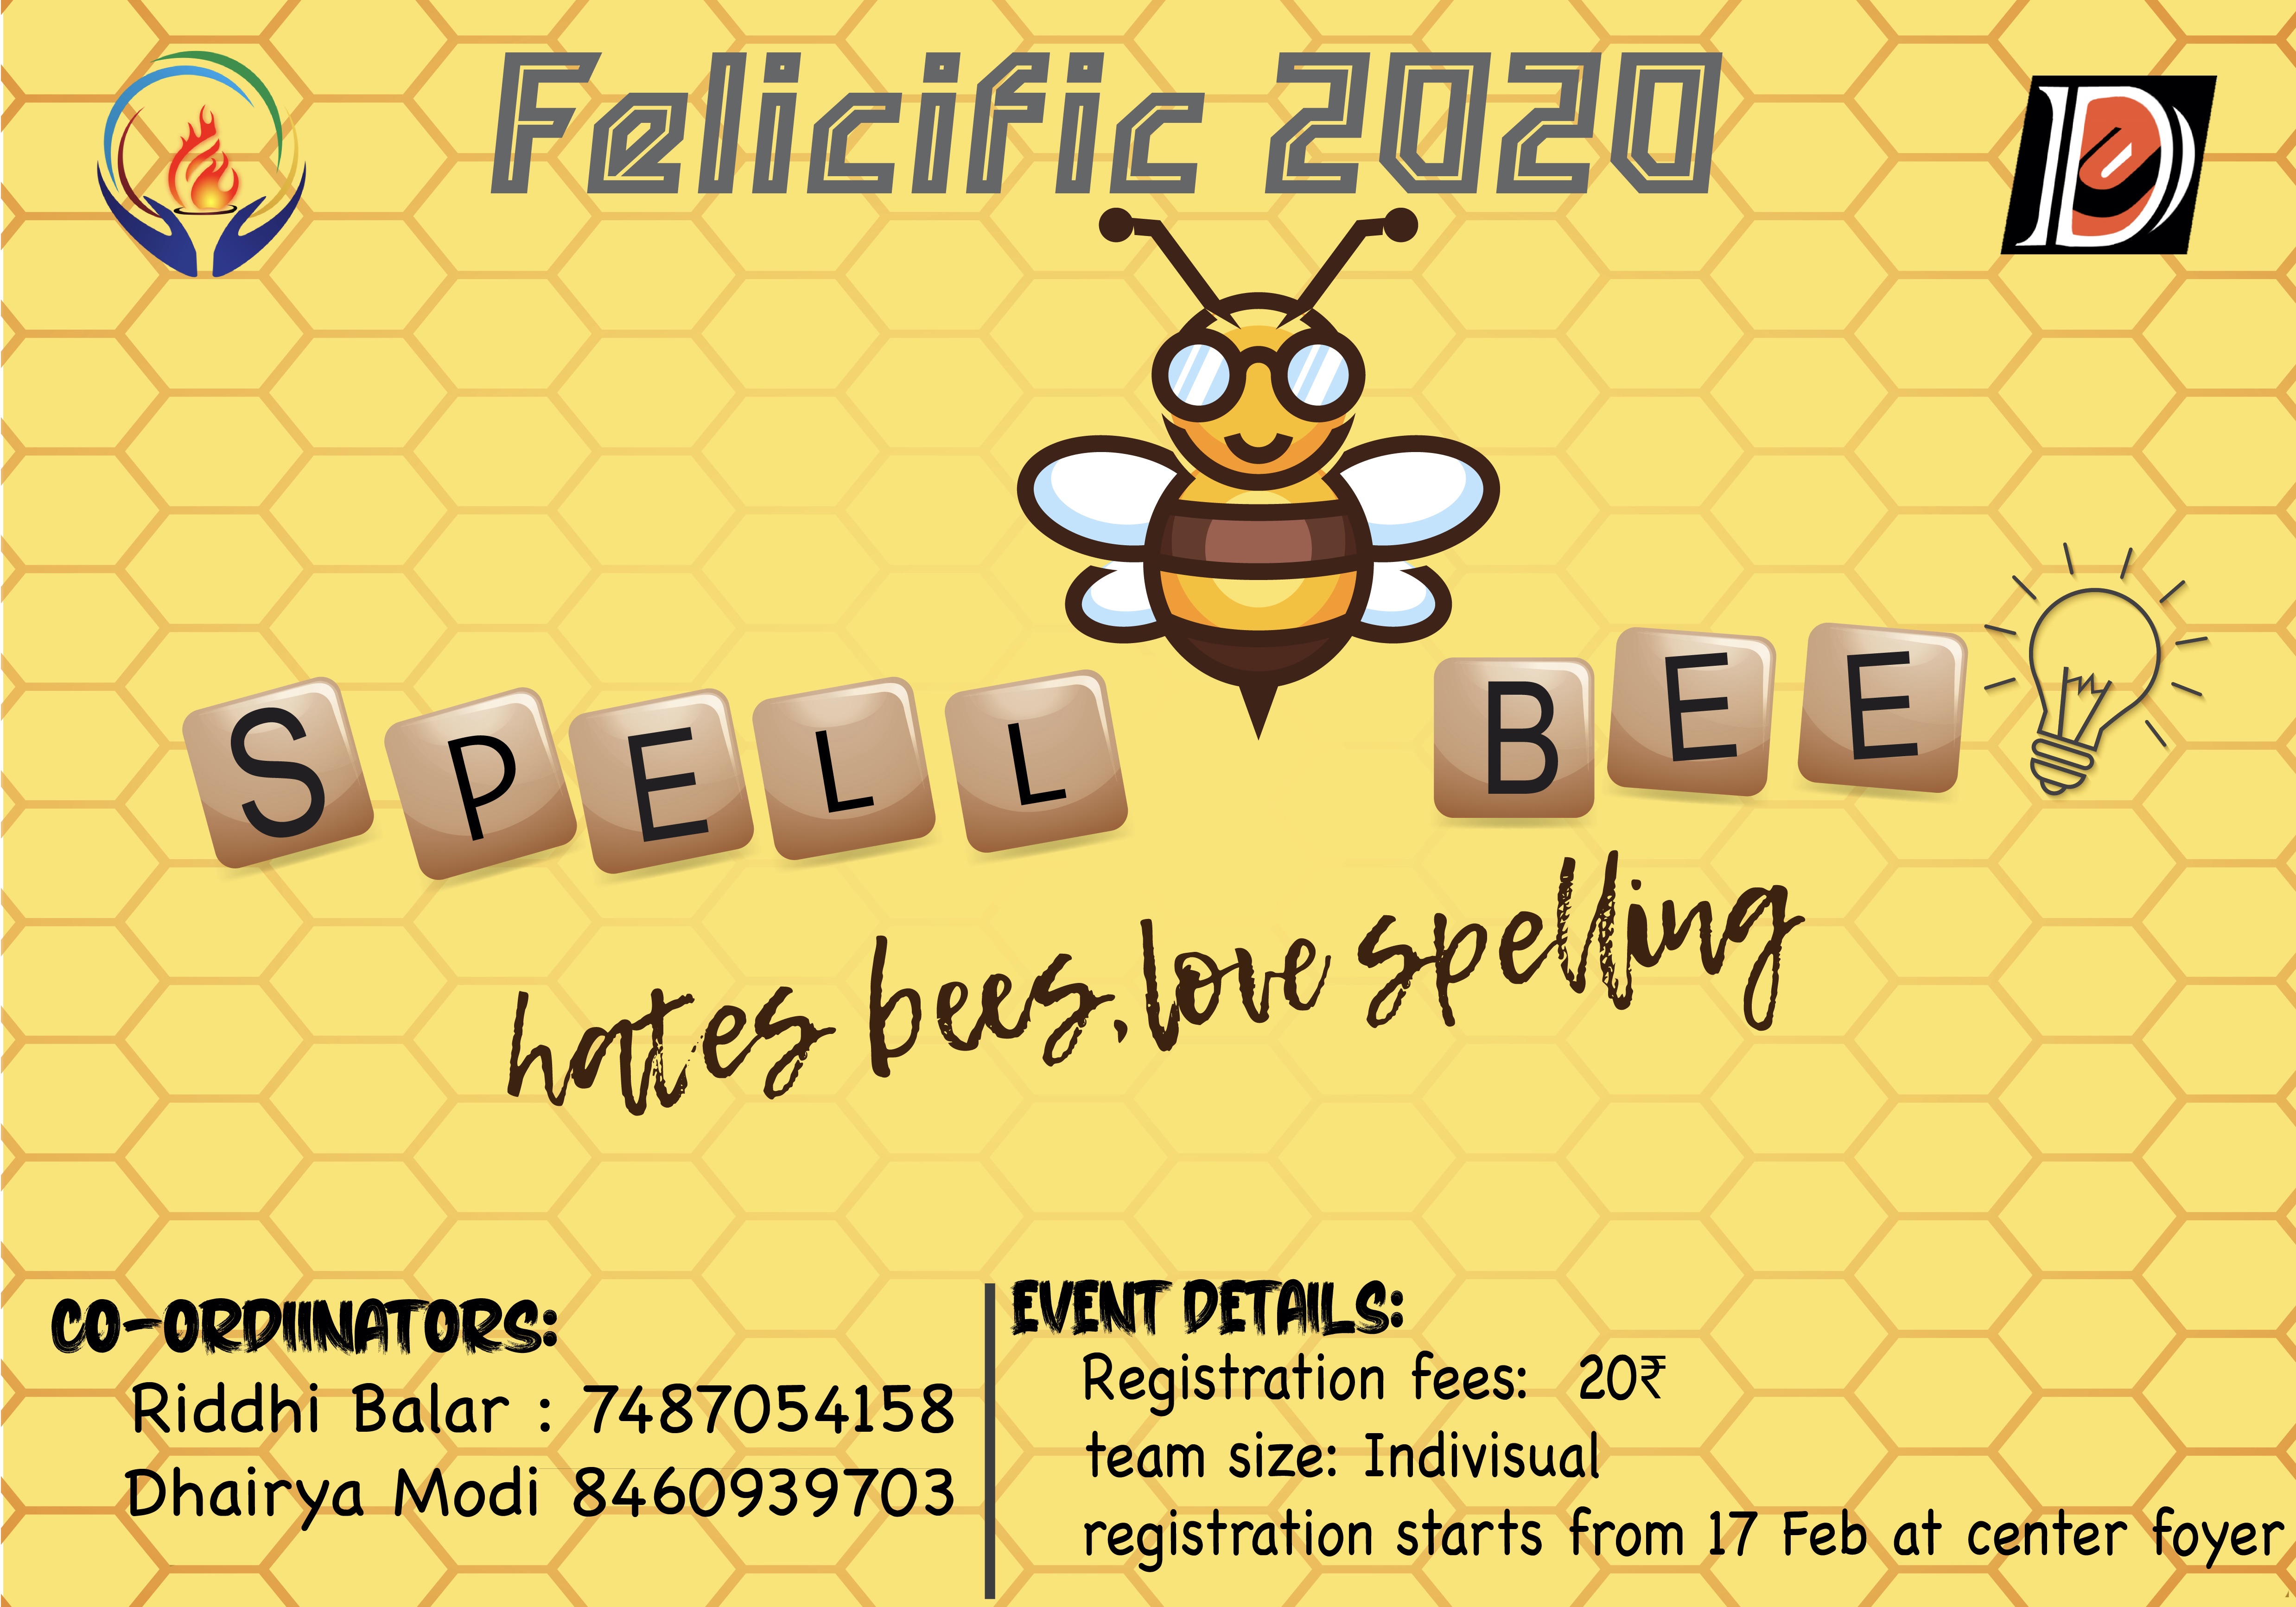 Felicific 2020
SPELL BEE
hates bees,love spelling
CO-ORDIINATORS:
Riddhi Balar : 7487054158
Dhairya Modi 8460939703
EVENT DETAILS:
Registration fees: 20₹
team size: Indivisual
registration starts from 17 Feb at center foyer